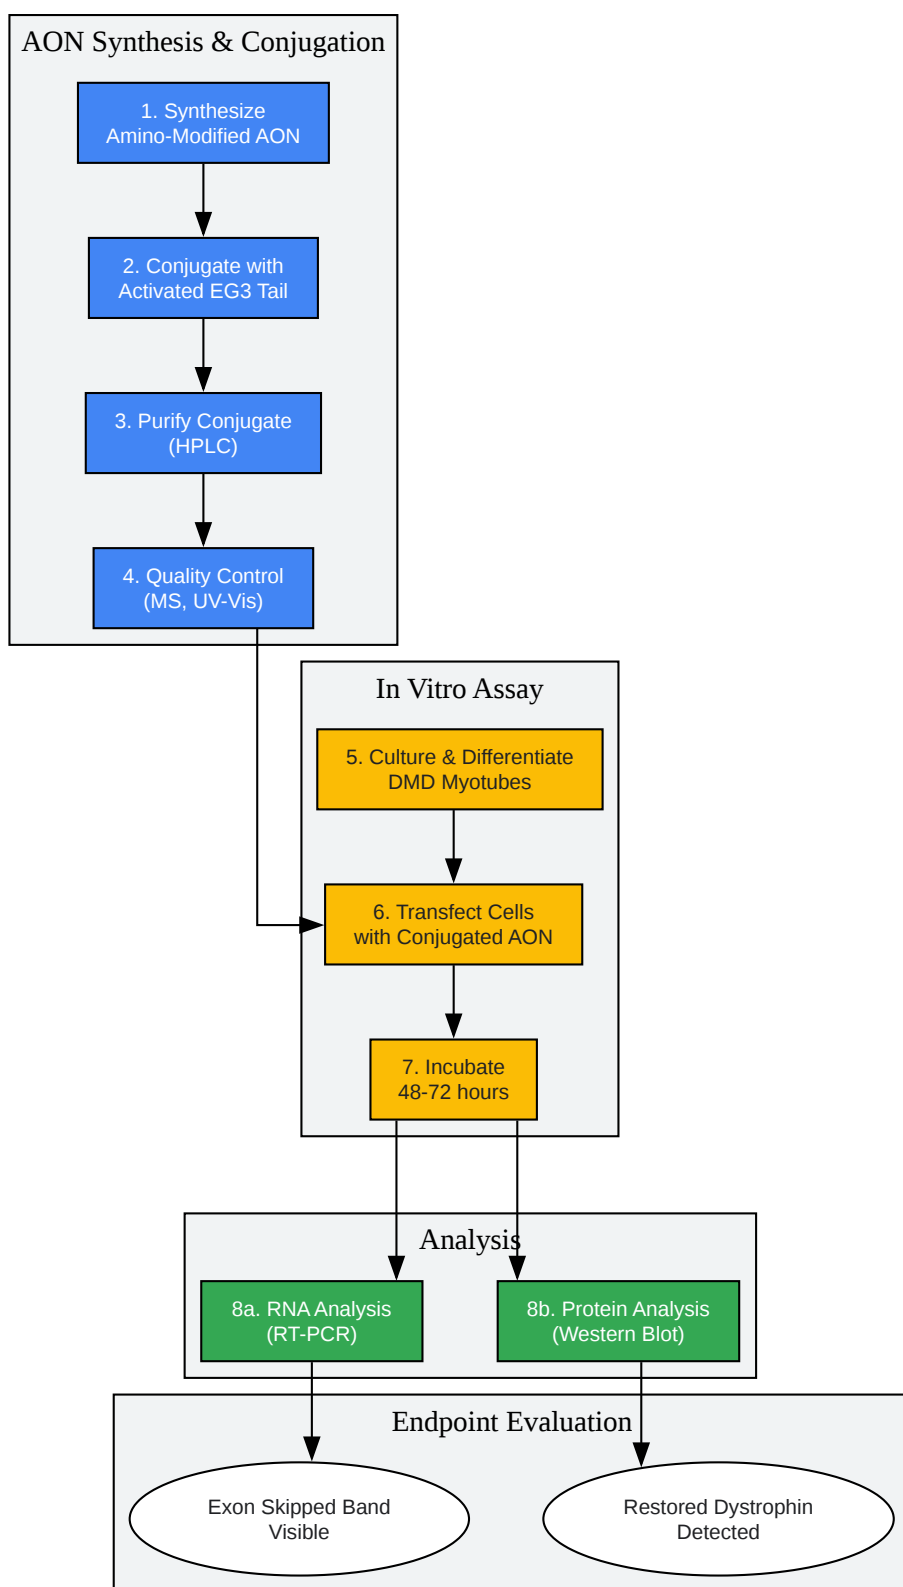 AON Synthesis & Conjugation
1. Synthesize
Amino-Modified AON
2. Conjugate with
Activated EG3 Tail
3. Purify Conjugate
(HPLC)
4. Quality Control
(MS, UV-Vis)
In Vitro Assay
5. Culture & Differentiate
DMD Myotubes
6. Transfect Cells
with Conjugated AON
7. Incubate
48-72 hours
Analysis
8a. RNA Analysis
(RT-PCR)
8b. Protein Analysis
(Western Blot)
Endpoint Evaluation
Exon Skipped Band
Visible
Restored Dystrophin
Detected